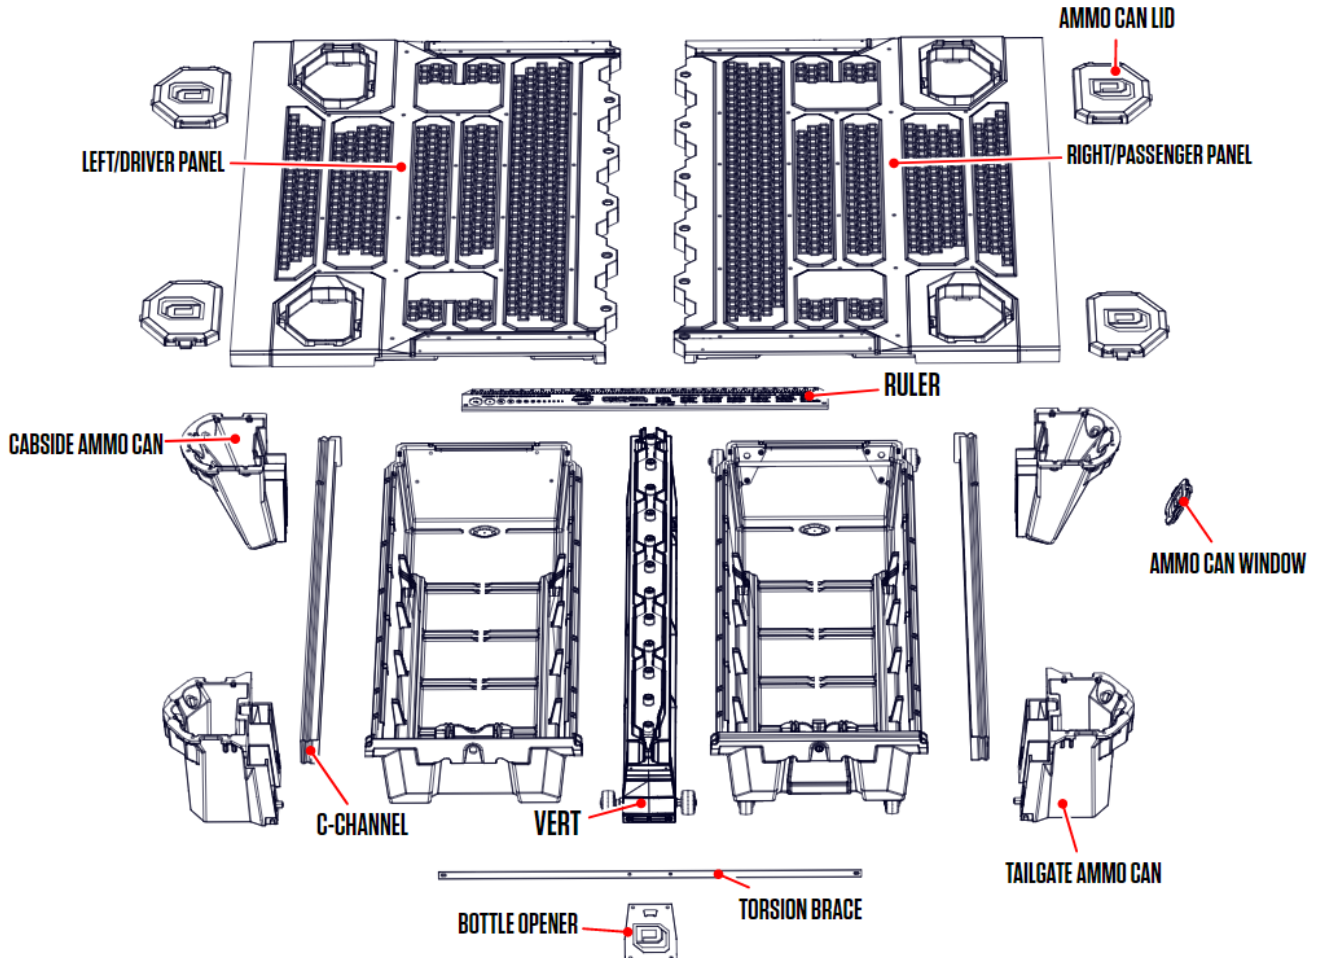 AMMO CAN LID
LEFT/DRIVER PANEL
RIGHT/PASSENGER PANEL
RULER
CABSIDE AMMO CAN
AMMO CAN WINDOW
C-CHANNEL
VERT
TAILGATE AMMO CAN
TORSION BRACE
BOTTLE OPENER